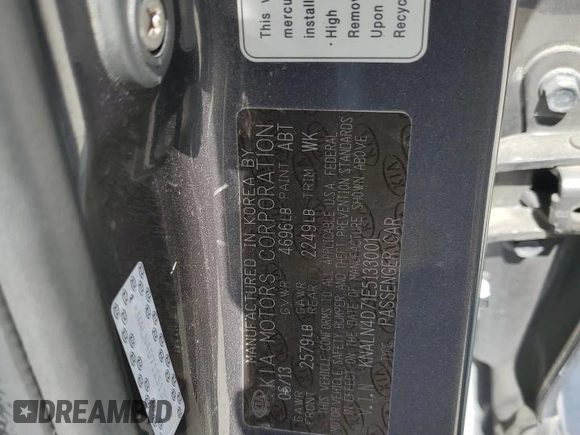 This v
mercu
install
• High
Remov
Upon
Recyc
MANUFACTURED IN KOREA BY
KIA MOTORS CORPORATION
06/13 GVWR 4696LB PAINT ABT
GAWR FRONT 2579LB GAWR REAR 2249LB TRIM WK
THIS VEHICLE CONFORMS TO ALL APPLICABLE U.S.A. FEDERAL
MOTOR VEHICLE SAFETY BUMPER AND THEFT PREVENTION STANDARDS
IN EFFECT ON THE DATE OF MANUFACTURE SHOWN ABOVE.
KNALN4D71E5133001
TYPE: PASSENGER CAR
DREAMBID